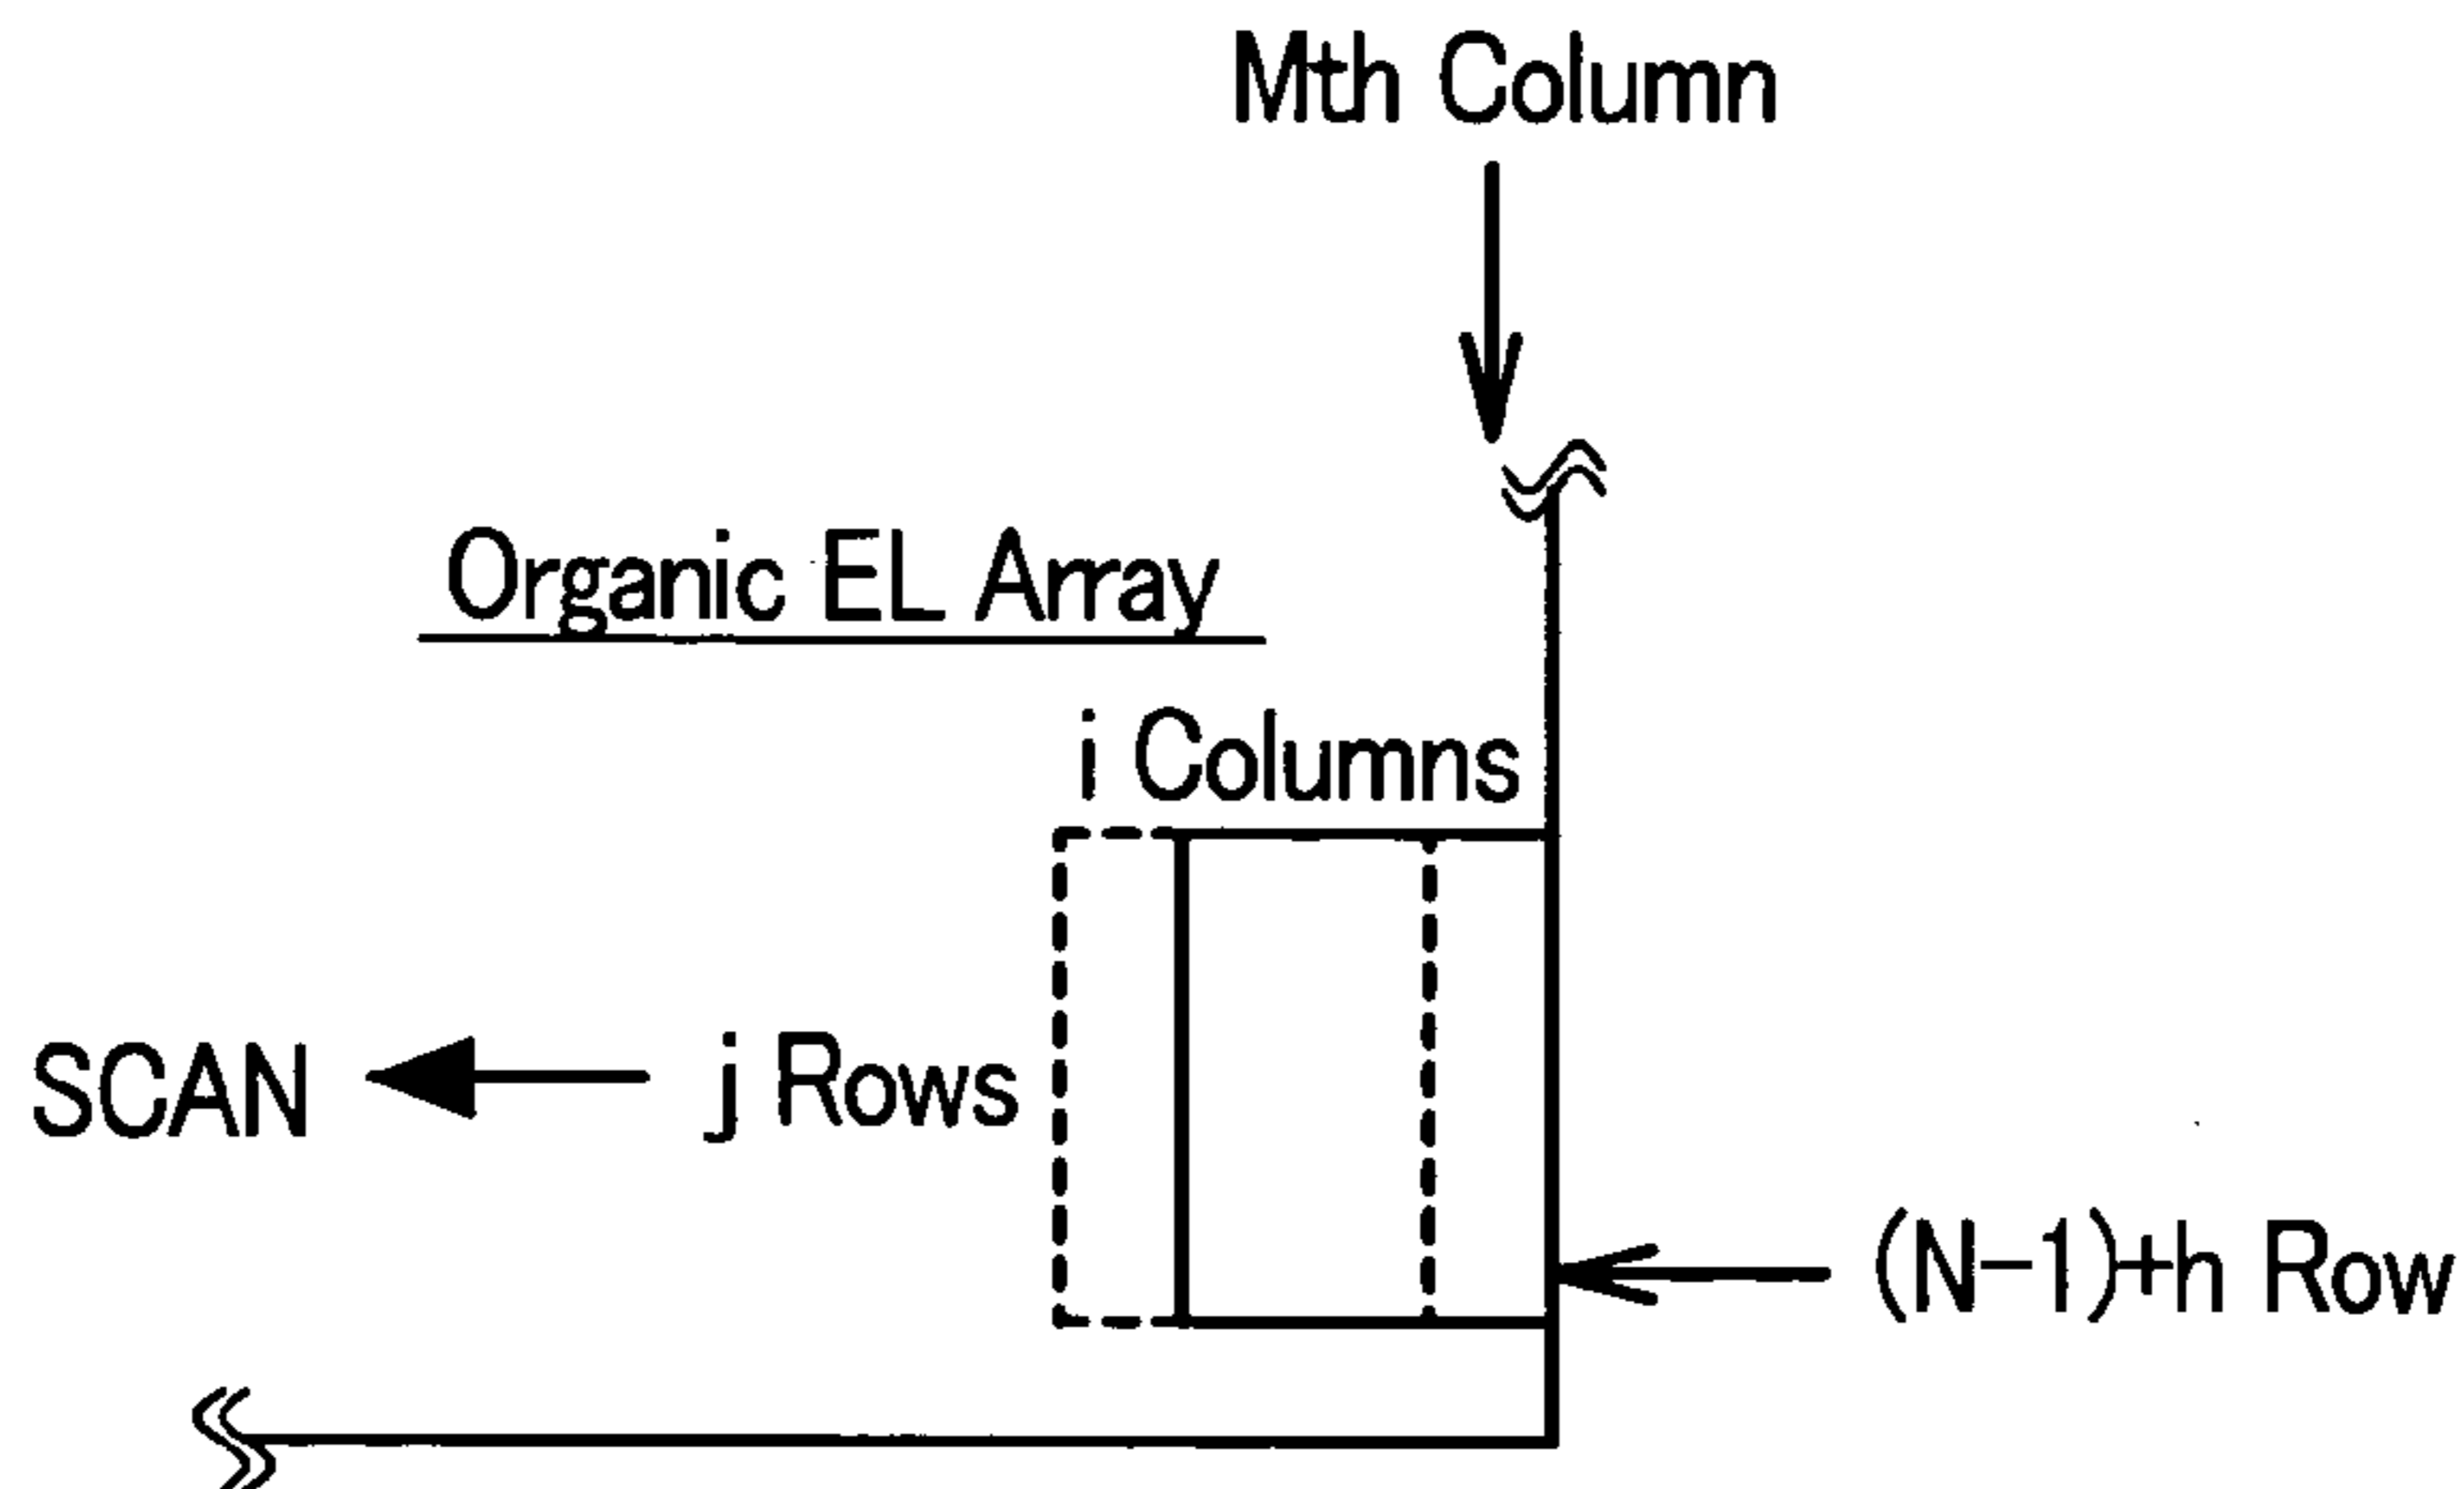 Mth Column
Organic EL Array
i Columns
SCAN
j Rows
(N-1)+h Row